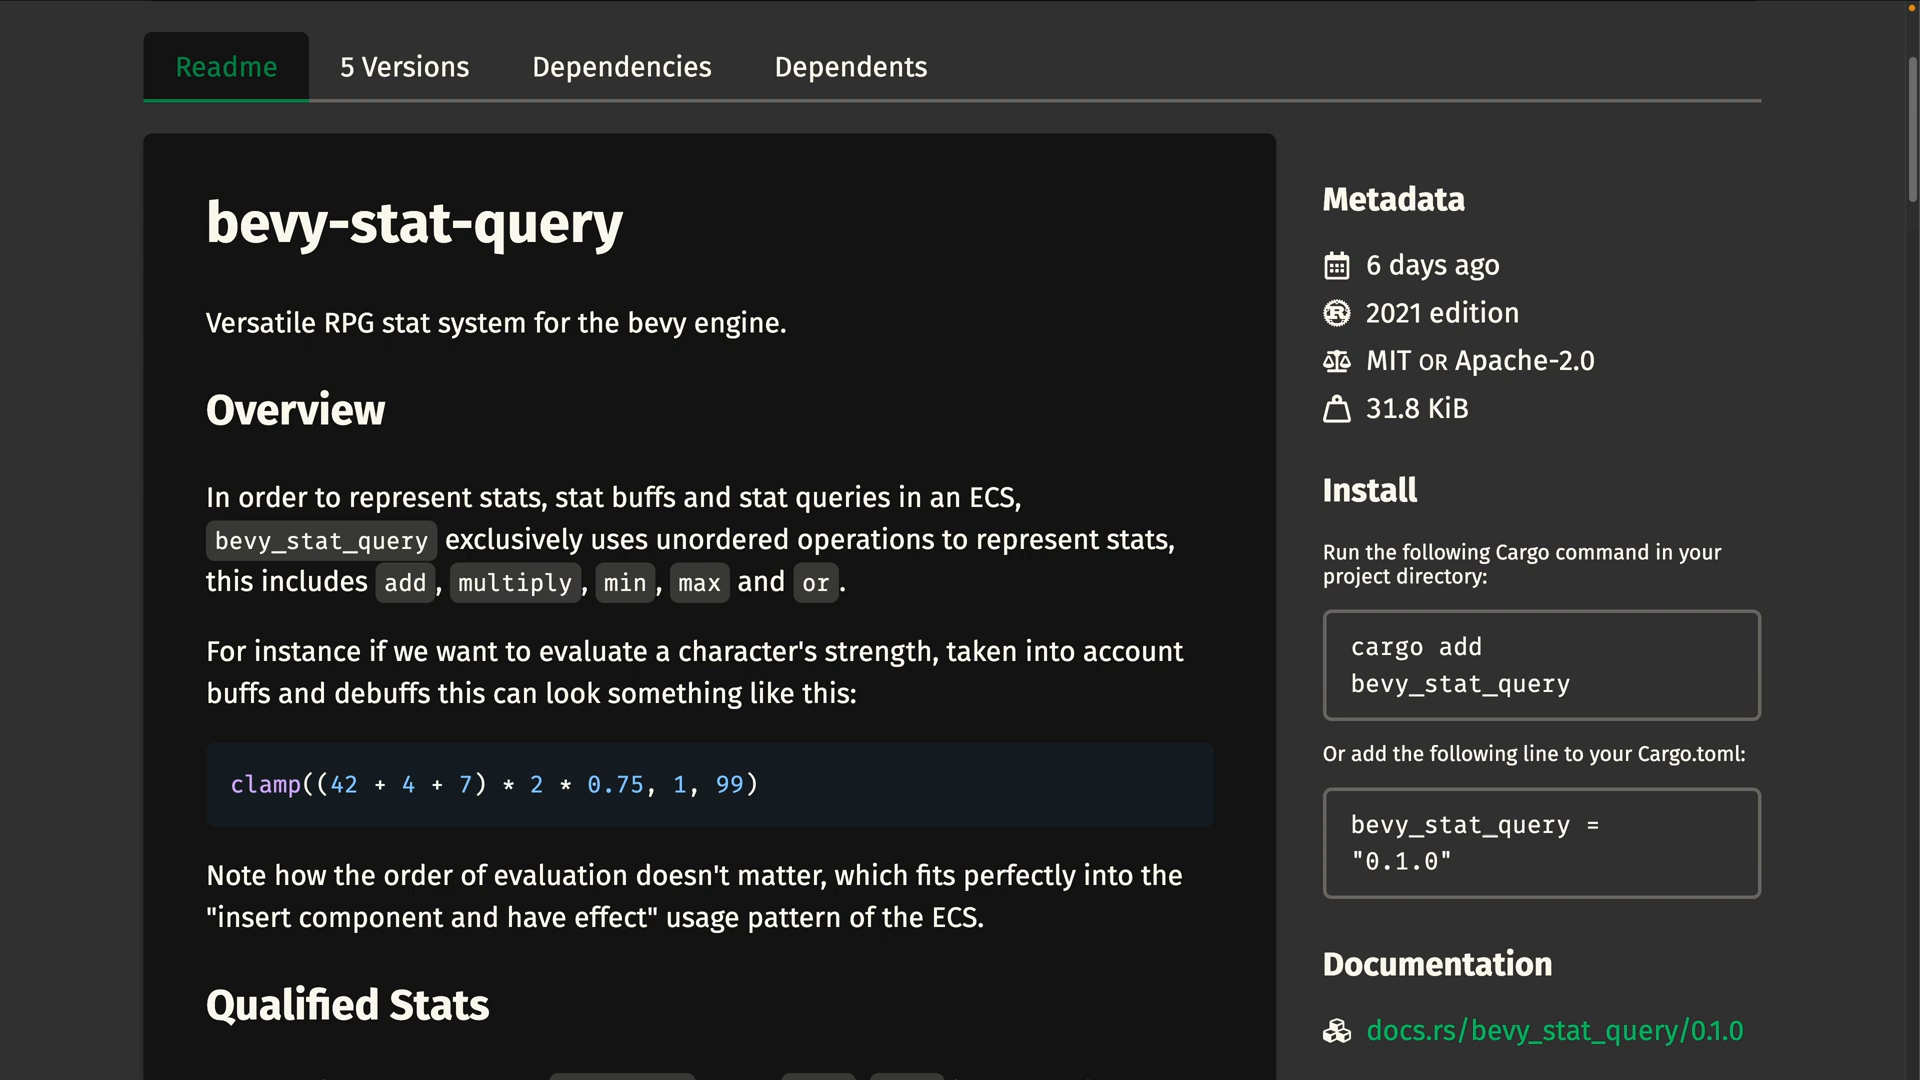 Readme
5 Versions
Dependencies
Dependents
bevy-stat-query
Versatile RPG stat system for the bevy engine.
Overview
In order to represent stats, stat buffs and stat queries in an ECS,
bevy_stat_query exclusively uses unordered operations to represent stats,
this includes add, multiply, min, max and or.
For instance if we want to evaluate a character's strength, taken into account
buffs and debuffs this can look something like this:
clamp((42 + 4 + 7) * 2 * 0.75, 1, 99)
Note how the order of evaluation doesn't matter, which fits perfectly into the
"insert component and have effect" usage pattern of the ECS.
Qualified Stats
Metadata
6 days ago
2021 edition
MIT OR Apache-2.0
31.8 KiB
Install
Run the following Cargo command in your
project directory:
cargo add
bevy_stat_query
Or add the following line to your Cargo.toml:
bevy_stat_query =
"0.1.0"
Documentation
docs.rs/bevy_stat_query/0.1.0